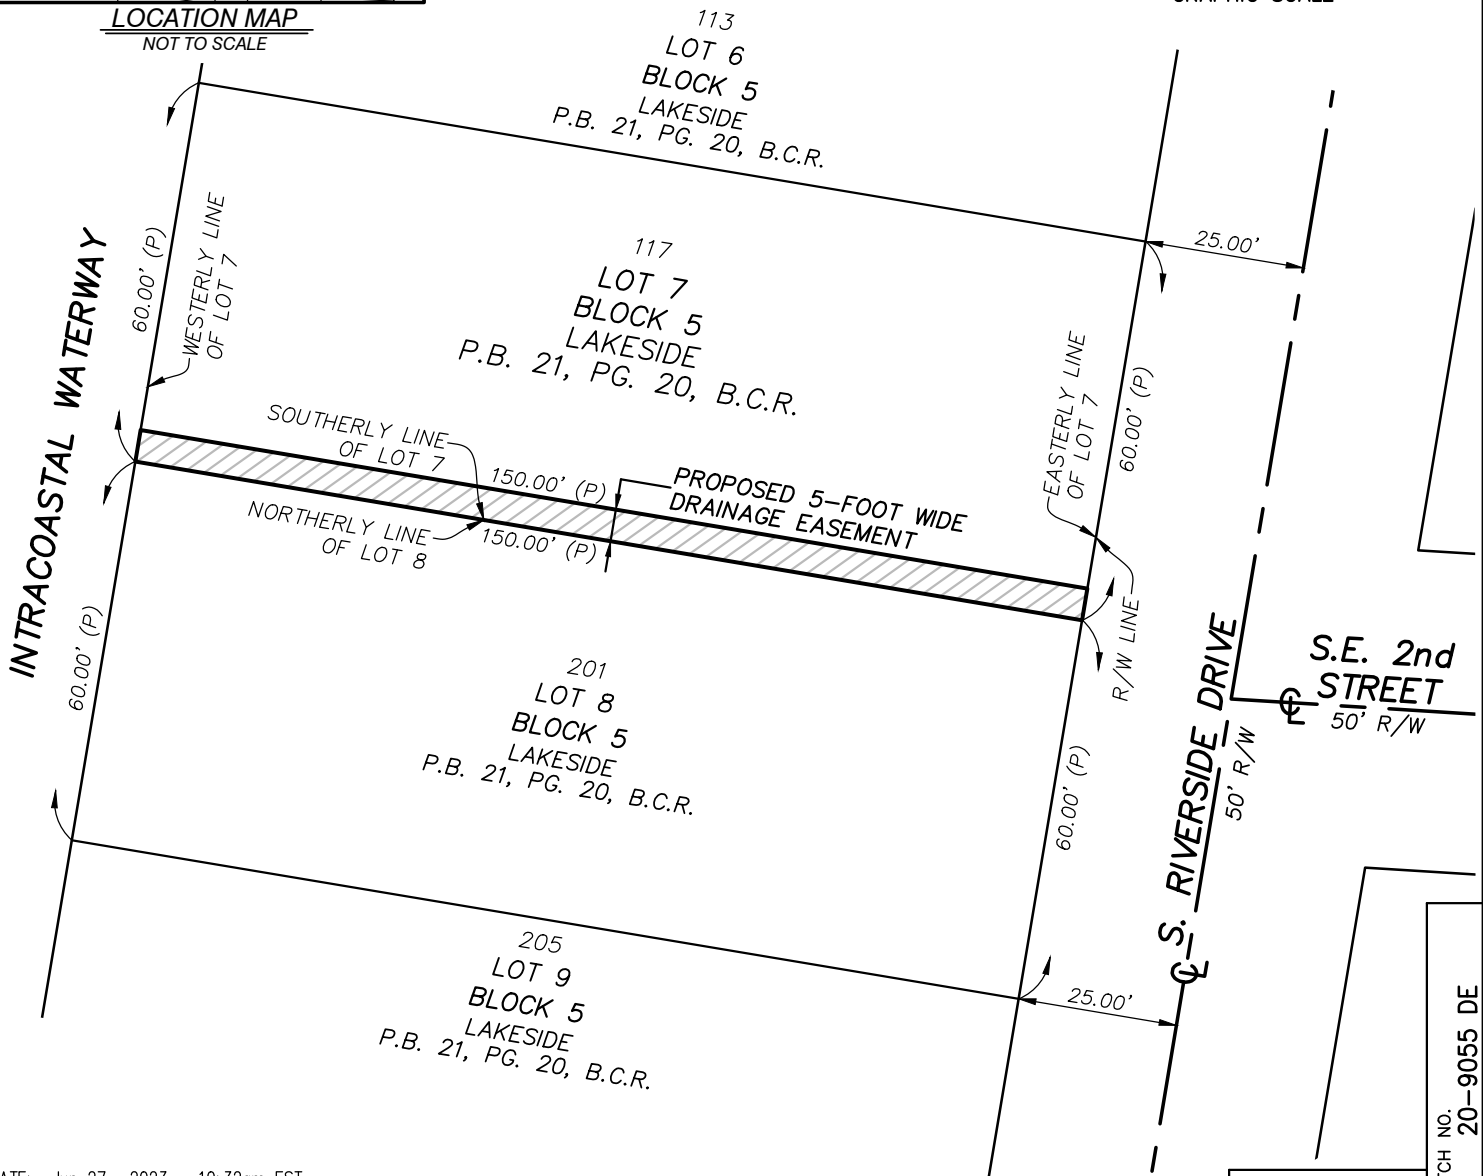 LOCATION MAP
NOT TO SCALE
113
LOT 6
BLOCK 5
LAKESIDE
P.B. 21, PG. 20, B.C.R.
25.00'
60.00' (P)
WESTERLY LINE
OF LOT 7
INTRACOASTAL WATERWAY
117
LOT 7
BLOCK 5
LAKESIDE
P.B. 21, PG. 20, B.C.R.
EASTERLY LINE
OF LOT 7
60.00' (P)
SOUTHERLY LINE
OF LOT 7
150.00' (P)
PROPOSED 5-FOOT WIDE
DRAINAGE EASEMENT
NORTHERLY LINE
OF LOT 8
150.00' (P)
R/W LINE
60.00' (P)
201
LOT 8
BLOCK 5
LAKESIDE
P.B. 21, PG. 20, B.C.R.
60.00' (P)
S. RIVERSIDE DRIVE
50' R/W
S.E. 2nd
STREET
50' R/W
205
LOT 9
BLOCK 5
LAKESIDE
P.B. 21, PG. 20, B.C.R.
25.00'
20-9055 DE